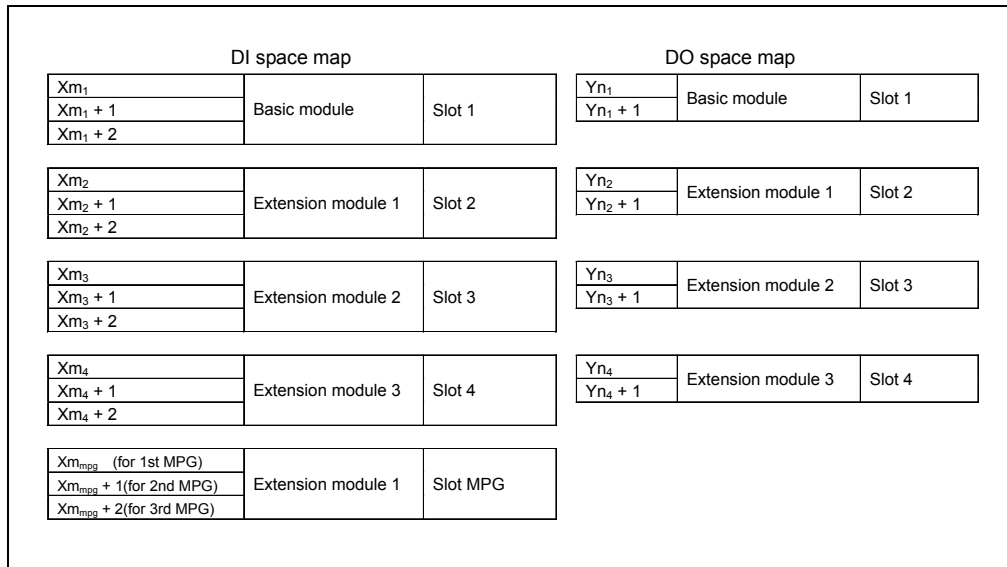 DI space map
Xm₁
Xm₁ + 1
Xm₁ + 2
Basic module
Slot 1
Xm₂
Xm₂ + 1
Xm₂ + 2
Extension module 1
Slot 2
Xm₃
Xm₃ + 1
Xm₃ + 2
Extension module 2
Slot 3
Xm₄
Xm₄ + 1
Xm₄ + 2
Extension module 3
Slot 4
Xm_mpg (for 1st MPG)
Xm_mpg + 1(for 2nd MPG)
Xm_mpg + 2(for 3rd MPG)
Extension module 1
Slot MPG
DO space map
Yn₁
Yn₁ + 1
Basic module
Slot 1
Yn₂
Yn₂ + 1
Extension module 1
Slot 2
Yn₃
Yn₃ + 1
Extension module 2
Slot 3
Yn₄
Yn₄ + 1
Extension module 3
Slot 4